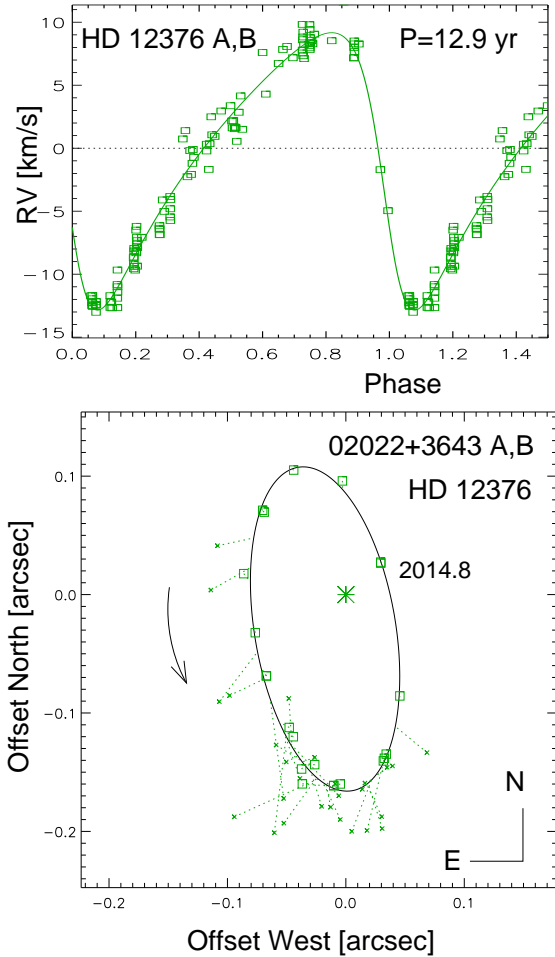 HD 12376 A,B P=12.9 yr
10
5
0
−5
−10
−15
RV [km/s]
0.0 0.2 0.4 0.6 0.8 1.0 1.2 1.4
Phase
02022+3643 A,B
HD 12376
2014.8
0.1
0.0
−0.1
−0.2
Offset North [arcsec]
N
E
−0.2 −0.1 0.0 0.1
Offset West [arcsec]